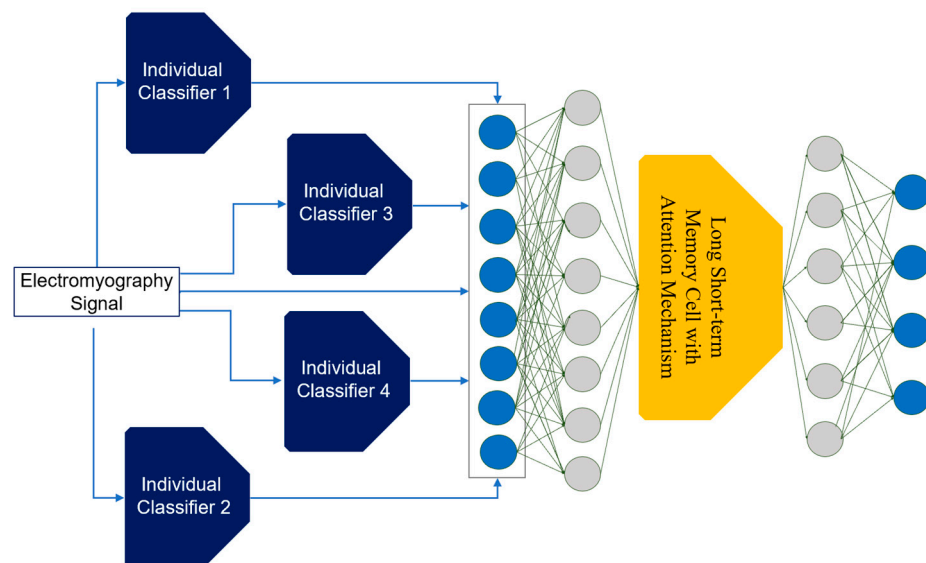 Individual
Classifier 1
Individual
Classifier 3
Electromyography
Signal
Individual
Classifier 4
Individual
Classifier 2
Long Short-term
Memory Cell with
Attention Mechanism